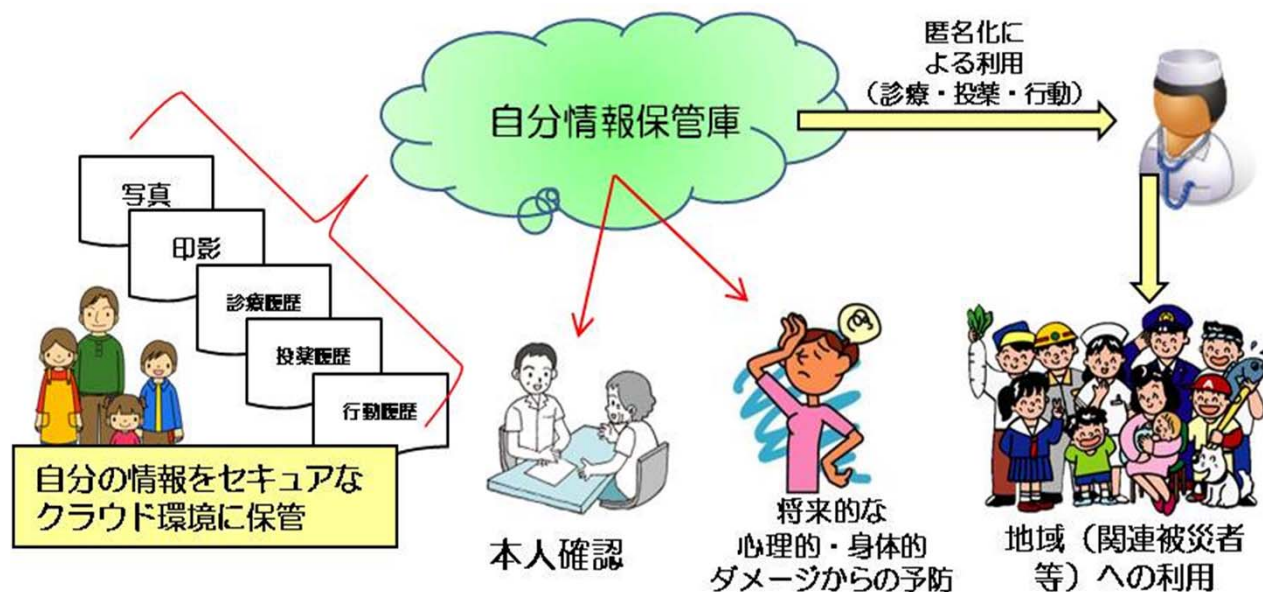 自分情報保管庫
匿名化に
よる利用
(診療・投薬・行動)
写真
印影
診療履歴
投薬履歴
行動履歴
自分の情報をセキュアな
クラウド環境に保管
本人確認
将来的な
心理的・身体的
ダメージからの予防
地域(関連被災者
等)への利用
A